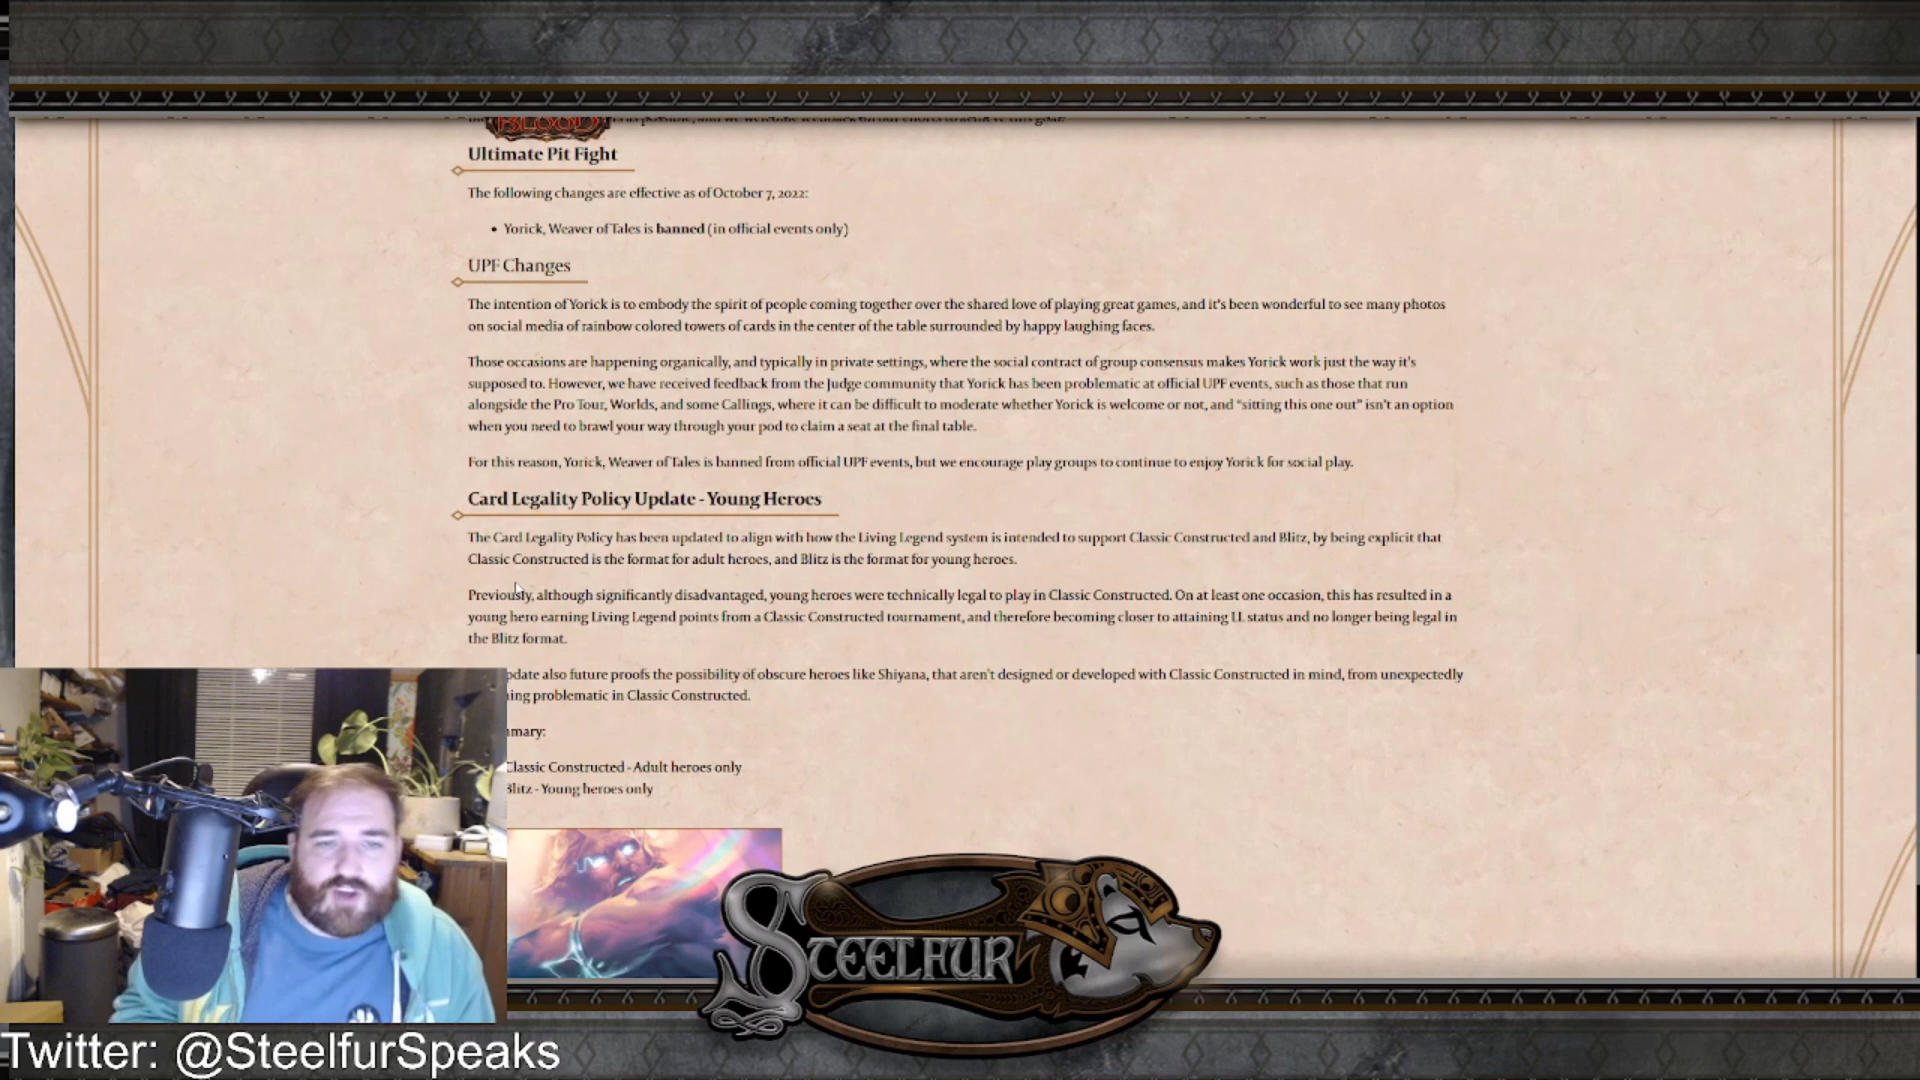 BLOOD
Ultimate Pit Fight
The following changes are effective as of October 7, 2022:
• Yorick, Weaver of Tales is banned (in official events only)
UPF Changes
The intention of Yorick is to embody the spirit of people coming together over the shared love of playing great games, and it's been wonderful to see many photos
on social media of rainbow colored towers of cards in the center of the table surrounded by happy laughing faces.
Those occasions are happening organically, and typically in private settings, where the social contract of group consensus makes Yorick work just the way it's
supposed to. However, we have received feedback from the Judge community that Yorick has been problematic at official UPF events, such as those that run
alongside the Pro Tour, Worlds, and some Callings, where it can be difficult to moderate whether Yorick is welcome or not, and “sitting this one out” isn't an option
when you need to brawl your way through your pod to claim a seat at the final table.
For this reason, Yorick, Weaver of Tales is banned from official UPF events, but we encourage play groups to continue to enjoy Yorick for social play.
Card Legality Policy Update - Young Heroes
The Card Legality Policy has been updated to align with how the Living Legend system is intended to support Classic Constructed and Blitz, by being explicit that
Classic Constructed is the format for adult heroes, and Blitz is the format for young heroes.
Previously, although significantly disadvantaged, young heroes were technically legal to play in Classic Constructed. On at least one occasion, this has resulted in a
young hero earning Living Legend points from a Classic Constructed tournament, and therefore becoming closer to attaining LL status and no longer being legal in
the Blitz format.
pdate also future proofs the possibility of obscure heroes like Shiyana, that aren't designed or developed with Classic Constructed in mind, from unexpectedly
ing problematic in Classic Constructed.
mary:
Classic Constructed - Adult heroes only
Blitz - Young heroes only
STEELFUR
Twitter: @SteelfurSpeaks